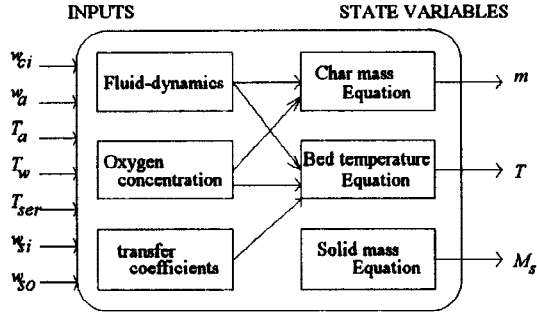 INPUTS STATE VARIABLES
w_ci
w_a
T_a
T_w
T_ser
w_si
w_so
Fluid-dynamics
Oxygen
concentration
transfer
coefficients
Char mass
Equation
Bed temperature
Equation
Solid mass
Equation
m
T
M_s